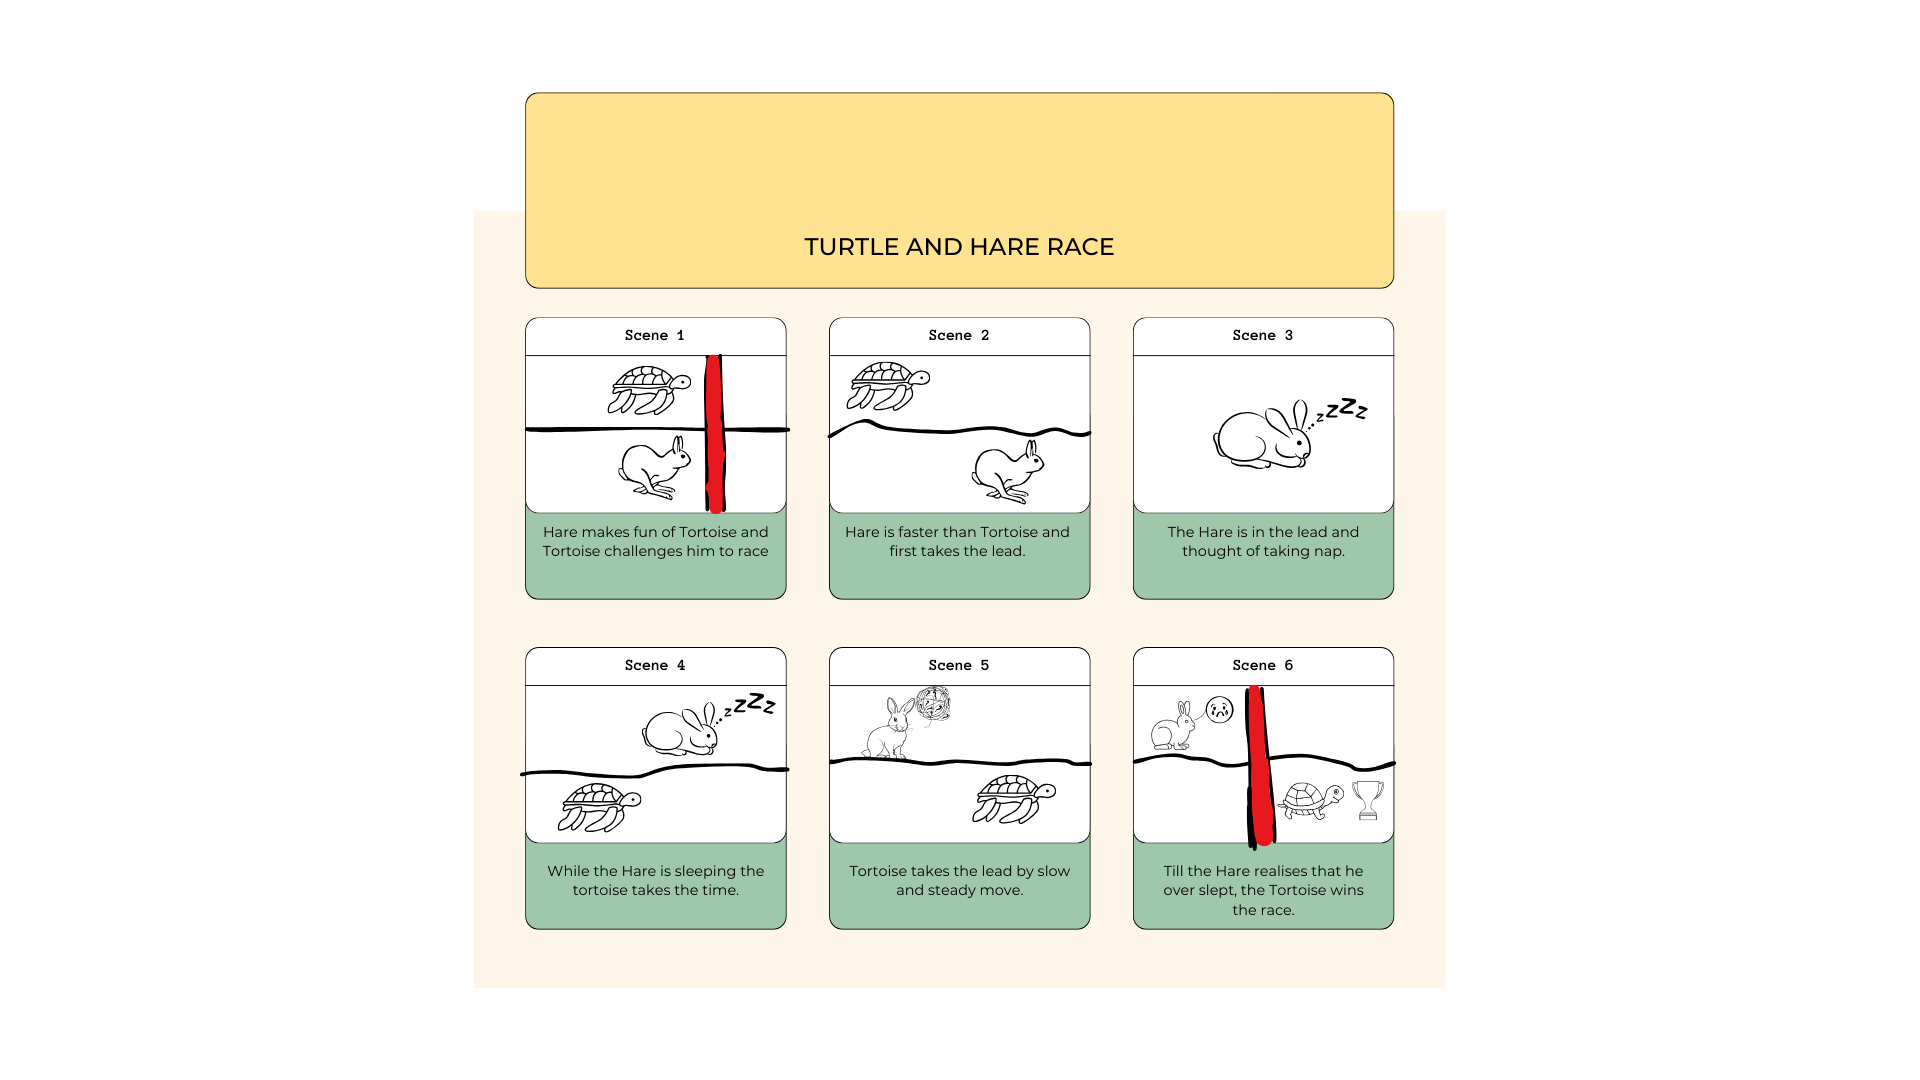 TURTLE AND HARE RACE
Scene 1
Hare makes fun of Tortoise and
Tortoise challenges him to race
Scene 2
Hare is faster than Tortoise and
first takes the lead.
Scene 3
zZZz
The Hare is in the lead and
thought of taking nap.
Scene 4
zZZz
While the Hare is sleeping the
tortoise takes the time.
Scene 5
Tortoise takes the lead by slow
and steady move.
Scene 6
Till the Hare realises that he
over slept, the Tortoise wins
the race.